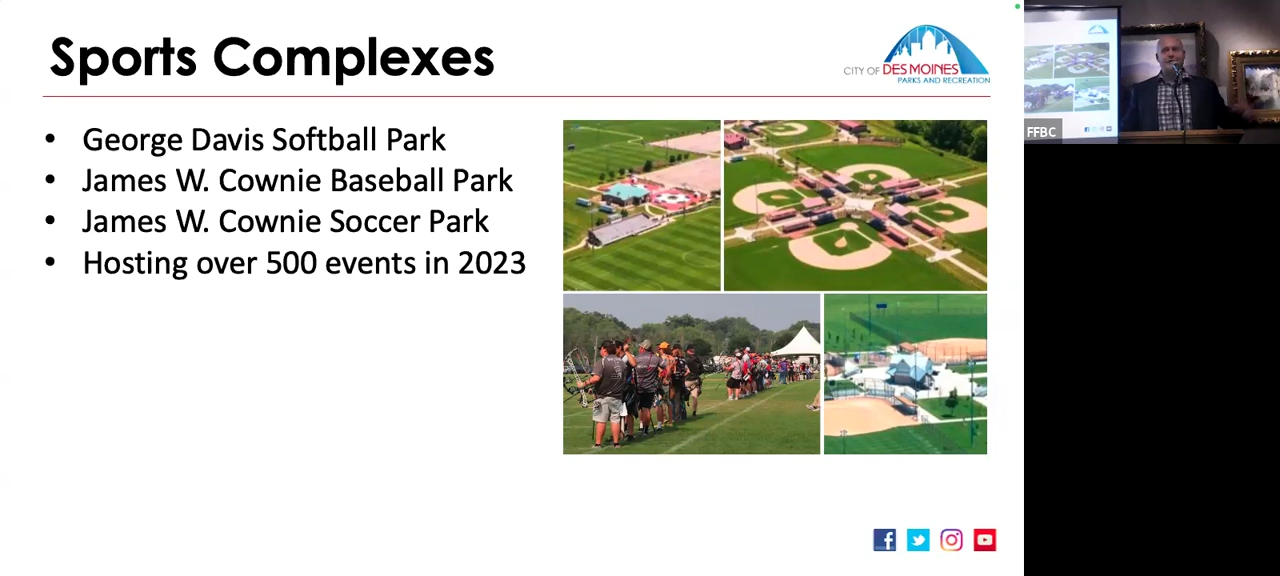 Sports Complexes
CITY OF DES MOINES
PARKS AND RECREATION
• George Davis Softball Park
• James W. Cownie Baseball Park
• James W. Cownie Soccer Park
• Hosting over 500 events in 2023
FFBC